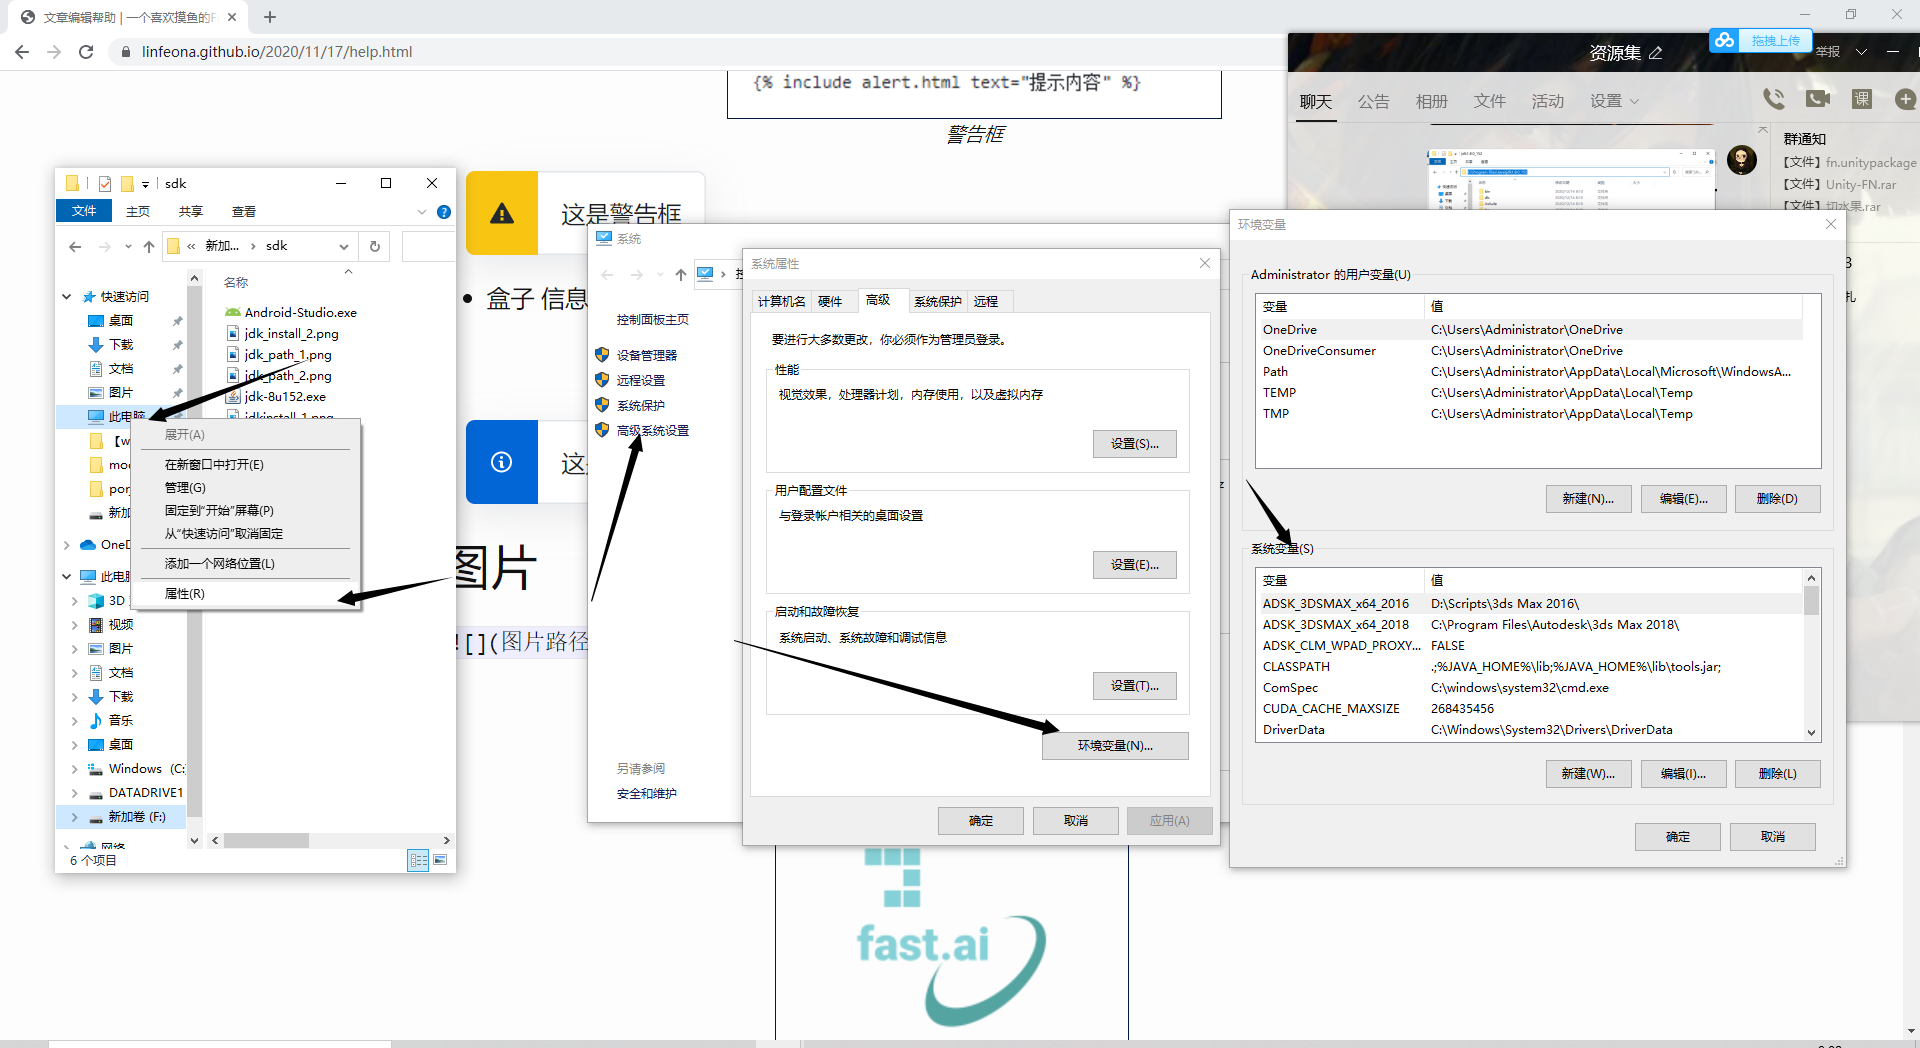 文章编辑帮助 | 一个喜欢摸鱼的F
linfeona.github.io/2020/11/17/help.html
{% include alert.html text="提示内容" %}
警告框
这是警告框
盒子 信息
这
图片
![](图片路径
fast.ai
sdk
文件
主页
共享
查看
« 新加... › sdk
名称
快速访问
桌面
下载
文档
图片
此电脑
【w
moc
por
新加
OneD
此电脑
3D
视频
图片
文档
下载
音乐
桌面
Windows (C:
DATADRIVE1
新加卷 (F:)
网络
6 个项目
Android-Studio.exe
jdk_install_2.png
jdk_path_1.png
jdk_path_2.png
jdk-8u152.exe
jdkinstall_1.png
展开(A)
在新窗口中打开(E)
管理(G)
固定到"开始"屏幕(P)
从"快速访问"取消固定
添加一个网络位置(L)
属性(R)
系统
控制面板主页
设备管理器
远程设置
系统保护
高级系统设置
另请参阅
安全和维护
系统属性
计算机名
硬件
高级
系统保护
远程
要进行大多数更改，你必须作为管理员登录。
性能
视觉效果，处理器计划，内存使用，以及虚拟内存
设置(S)...
用户配置文件
与登录帐户相关的桌面设置
设置(E)...
启动和故障恢复
系统启动、系统故障和调试信息
设置(T)...
环境变量(N)...
确定
取消
应用(A)
资源集
拖拽上传
举报
聊天
公告
相册
文件
活动
设置
课
群通知
【文件】fn.unitypackage
【文件】Unity-FN.rar
【文件】切水果.rar
环境变量
Administrator 的用户变量(U)
变量 值
OneDrive C:\Users\Administrator\OneDrive
OneDriveConsumer C:\Users\Administrator\OneDrive
Path C:\Users\Administrator\AppData\Local\Microsoft\WindowsA...
TEMP C:\Users\Administrator\AppData\Local\Temp
TMP C:\Users\Administrator\AppData\Local\Temp
新建(N)...
编辑(E)...
删除(D)
系统变量(S)
变量 值
ADSK_3DSMAX_x64_2016 D:\Scripts\3ds Max 2016\
ADSK_3DSMAX_x64_2018 C:\Program Files\Autodesk\3ds Max 2018\
ADSK_CLM_WPAD_PROXY... FALSE
CLASSPATH .;%JAVA_HOME%\lib;%JAVA_HOME%\lib\tools.jar;
ComSpec C:\windows\system32\cmd.exe
CUDA_CACHE_MAXSIZE 268435456
DriverData C:\Windows\System32\Drivers\DriverData
新建(W)...
编辑(I)...
删除(L)
确定
取消